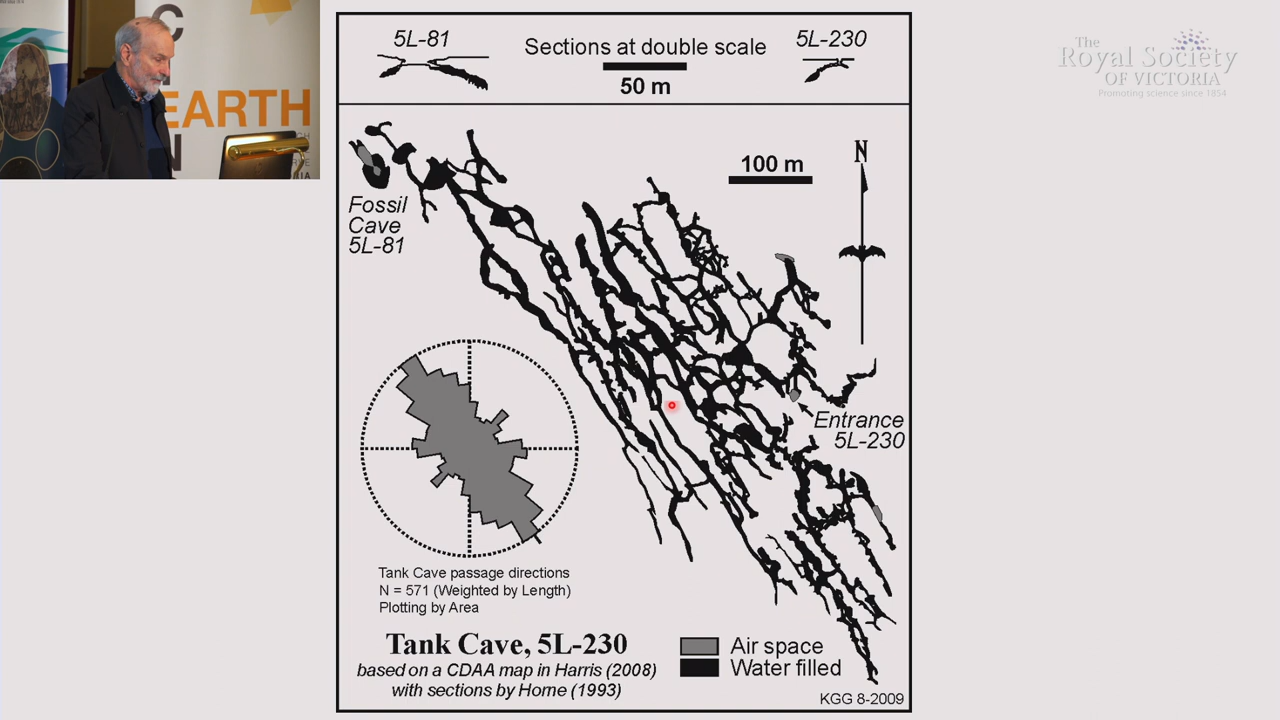 EARTH
The
Royal Society
OF VICTORIA
Promoting science since 1854
5L-81
Sections at double scale
5L-230
50 m
100 m
N
Fossil
Cave
5L-81
Entrance
5L-230
Tank Cave passage directions
N = 571 (Weighted by Length)
Plotting by Area
Tank Cave, 5L-230
based on a CDAA map in Harris (2008)
with sections by Horne (1993)
Air space
Water filled
KGG 8-2009